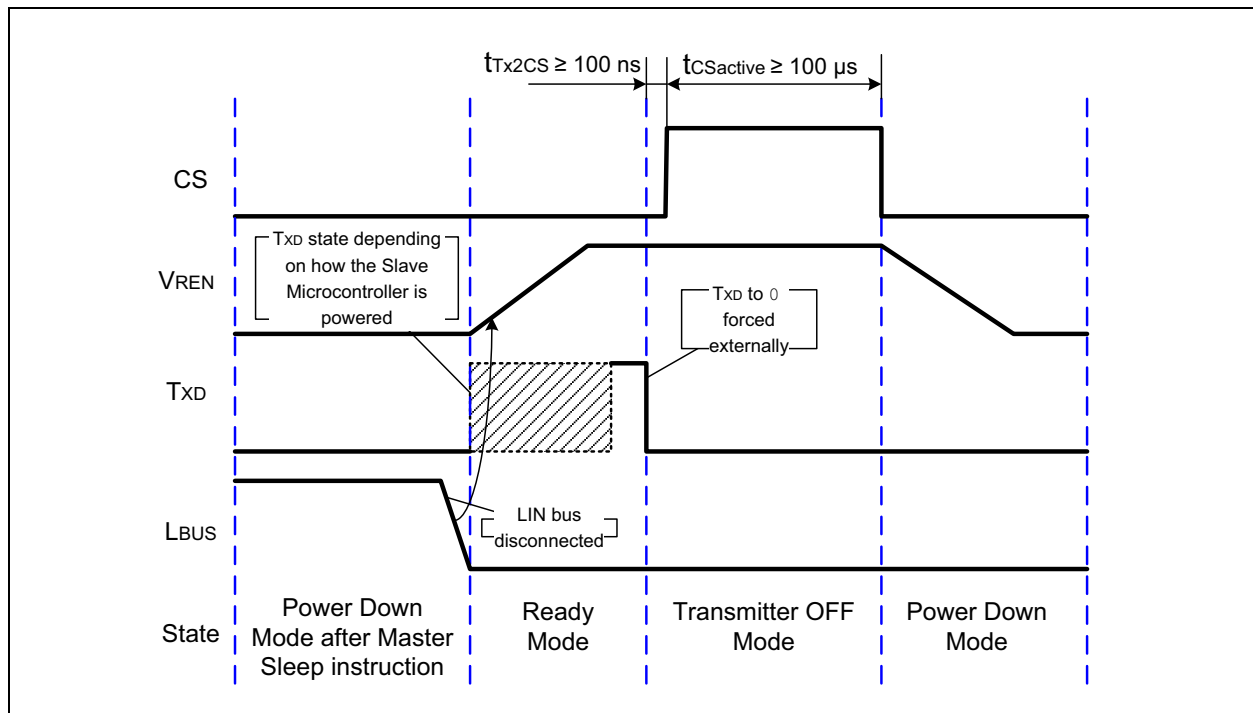 tTx2CS ≥ 100 ns
tCSactive ≥ 100 µs
CS
TXD state depending
on how the Slave
Microcontroller is
powered
VREN
TXD to 0
forced
externally
TXD
LIN bus
disconnected
LBUS
State
Power Down
Mode after Master
Sleep instruction
Ready
Mode
Transmitter OFF
Mode
Power Down
Mode